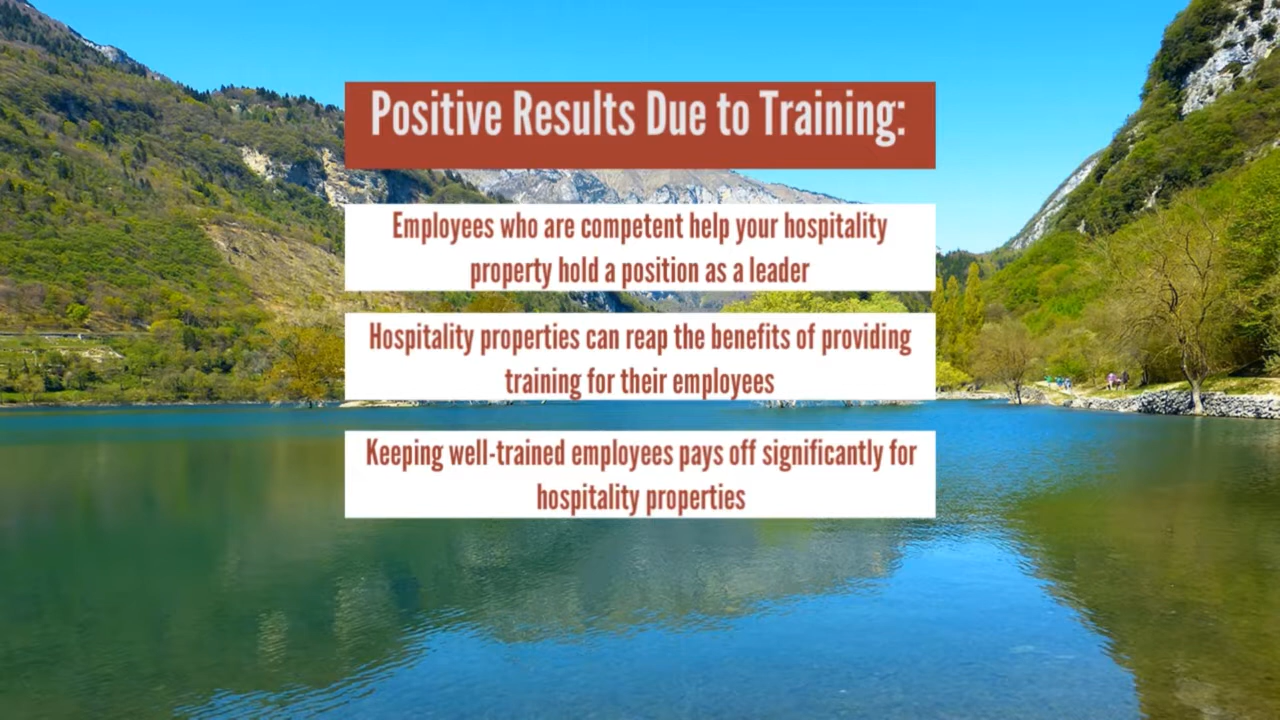 Positive Results Due to Training:
Employees who are competent help your hospitality
property hold a position as a leader
Hospitality properties can reap the benefits of providing
training for their employees
Keeping well-trained employees pays off significantly for
hospitality properties